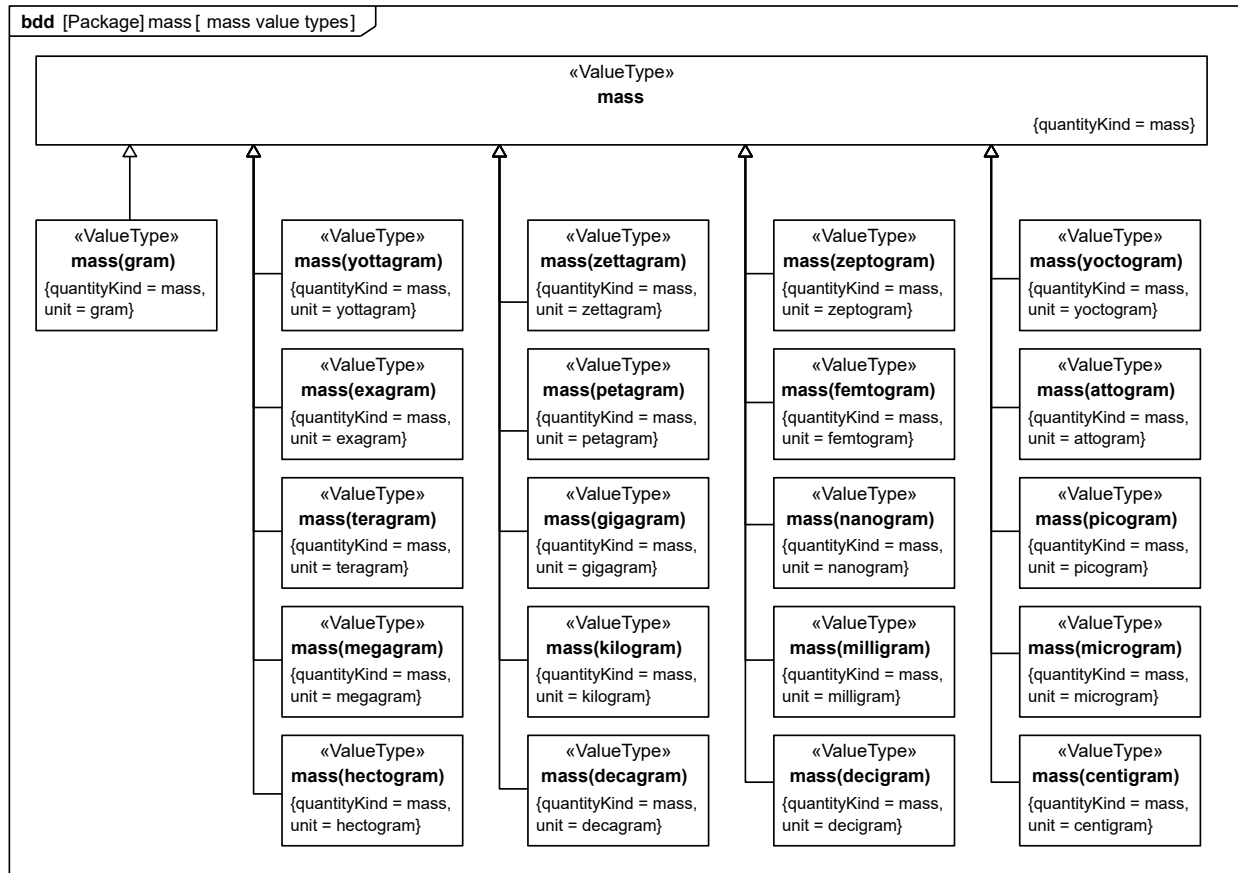 bdd [Package] mass [ mass value types]
«ValueType»
mass
{quantityKind = mass}
«ValueType»
mass(gram)
{quantityKind = mass,
unit = gram}
«ValueType»
mass(yottagram)
{quantityKind = mass,
unit = yottagram}
«ValueType»
mass(zettagram)
{quantityKind = mass,
unit = zettagram}
«ValueType»
mass(zeptogram)
{quantityKind = mass,
unit = zeptogram}
«ValueType»
mass(yoctogram)
{quantityKind = mass,
unit = yoctogram}
«ValueType»
mass(exagram)
{quantityKind = mass,
unit = exagram}
«ValueType»
mass(petagram)
{quantityKind = mass,
unit = petagram}
«ValueType»
mass(femtogram)
{quantityKind = mass,
unit = femtogram}
«ValueType»
mass(attogram)
{quantityKind = mass,
unit = attogram}
«ValueType»
mass(teragram)
{quantityKind = mass,
unit = teragram}
«ValueType»
mass(gigagram)
{quantityKind = mass,
unit = gigagram}
«ValueType»
mass(nanogram)
{quantityKind = mass,
unit = nanogram}
«ValueType»
mass(picogram)
{quantityKind = mass,
unit = picogram}
«ValueType»
mass(megagram)
{quantityKind = mass,
unit = megagram}
«ValueType»
mass(kilogram)
{quantityKind = mass,
unit = kilogram}
«ValueType»
mass(milligram)
{quantityKind = mass,
unit = milligram}
«ValueType»
mass(microgram)
{quantityKind = mass,
unit = microgram}
«ValueType»
mass(hectogram)
{quantityKind = mass,
unit = hectogram}
«ValueType»
mass(decagram)
{quantityKind = mass,
unit = decagram}
«ValueType»
mass(decigram)
{quantityKind = mass,
unit = decigram}
«ValueType»
mass(centigram)
{quantityKind = mass,
unit = centigram}